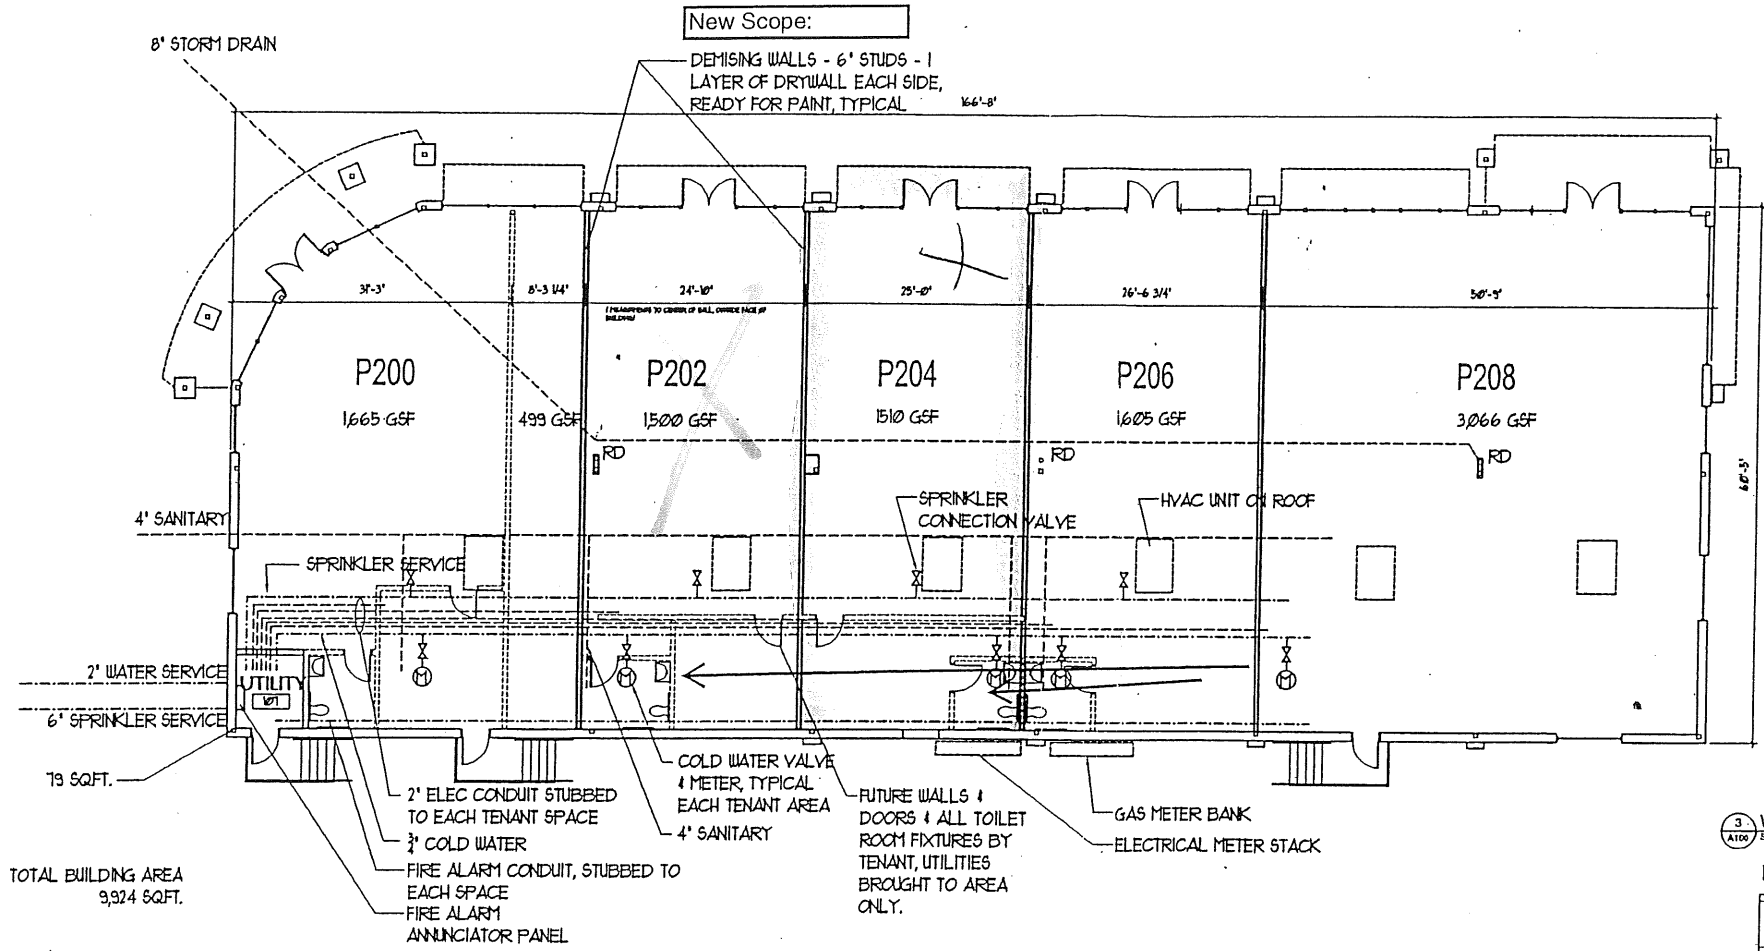 New Scope:
8" STORM DRAIN
DEMISING WALLS - 6" STUDS - 1
LAYER OF DRYWALL EACH SIDE,
READY FOR PAINT, TYPICAL
166'-8"
31'-3"
8'-3 1/4"
24'-10"
25'-0"
26'-6 3/4"
50'-9"
P200
P202
P204
P206
P208
1,665 GSF
499 GSF
1,500 GSF
1510 GSF
1,605 GSF
3,066 GSF
RD
RD
RD
60'-3"
SPRINKLER
CONNECTION VALVE
HVAC UNIT ON ROOF
4" SANITARY
SPRINKLER SERVICE
2" WATER SERVICE
UTILITIES
101
6" SPRINKLER SERVICE
79 SQ.FT.
2" ELEC CONDUIT STUBBED
TO EACH TENANT SPACE
3/4" COLD WATER
FIRE ALARM CONDUIT, STUBBED TO
EACH SPACE
FIRE ALARM
ANNUNCIATOR PANEL
COLD WATER VALVE
& METER, TYPICAL
EACH TENANT AREA
4" SANITARY
FUTURE WALLS &
DOORS & ALL TOILET
ROOM FIXTURES BY
TENANT, UTILITIES
BROUGHT TO AREA
ONLY.
GAS METER BANK
ELECTRICAL METER STACK
3
A100
TOTAL BUILDING AREA
9,924 SQ.FT.